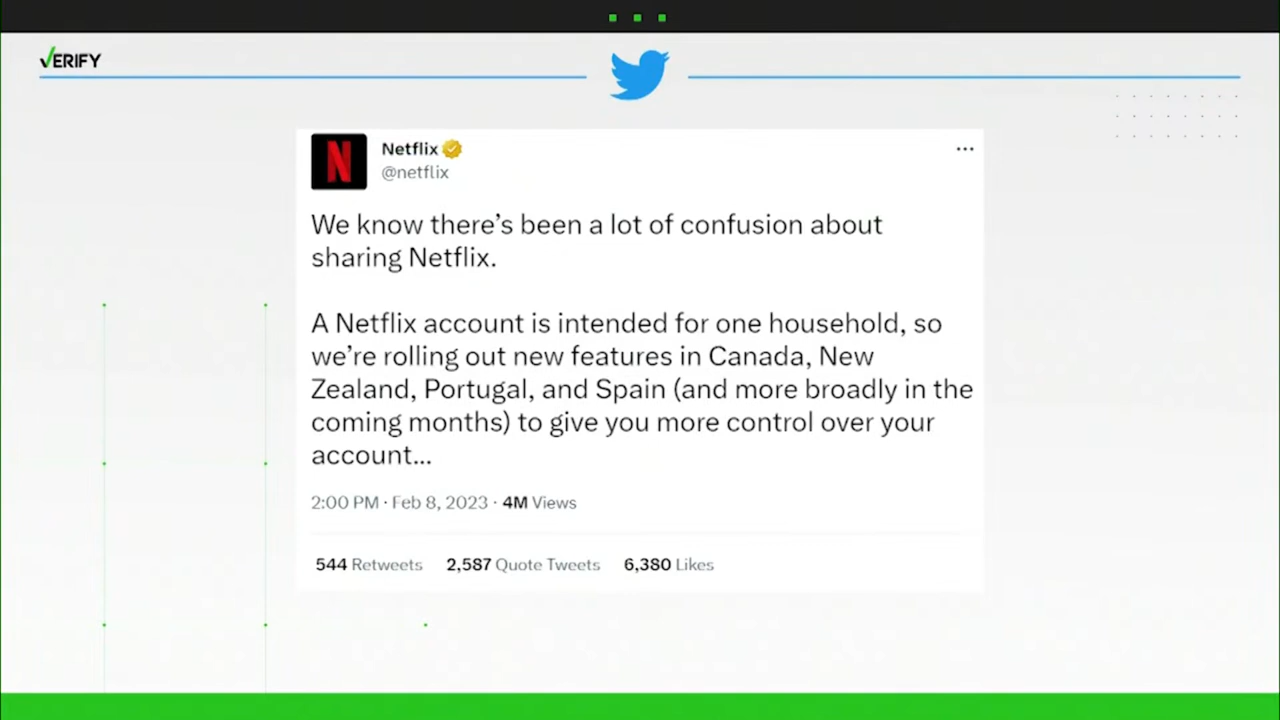 VERIFY
Netflix
@netflix
We know there’s been a lot of confusion about
sharing Netflix.
A Netflix account is intended for one household, so
we’re rolling out new features in Canada, New
Zealand, Portugal, and Spain (and more broadly in the
coming months) to give you more control over your
account...
2:00 PM · Feb 8, 2023 · 4M Views
544 Retweets 2,587 Quote Tweets 6,380 Likes